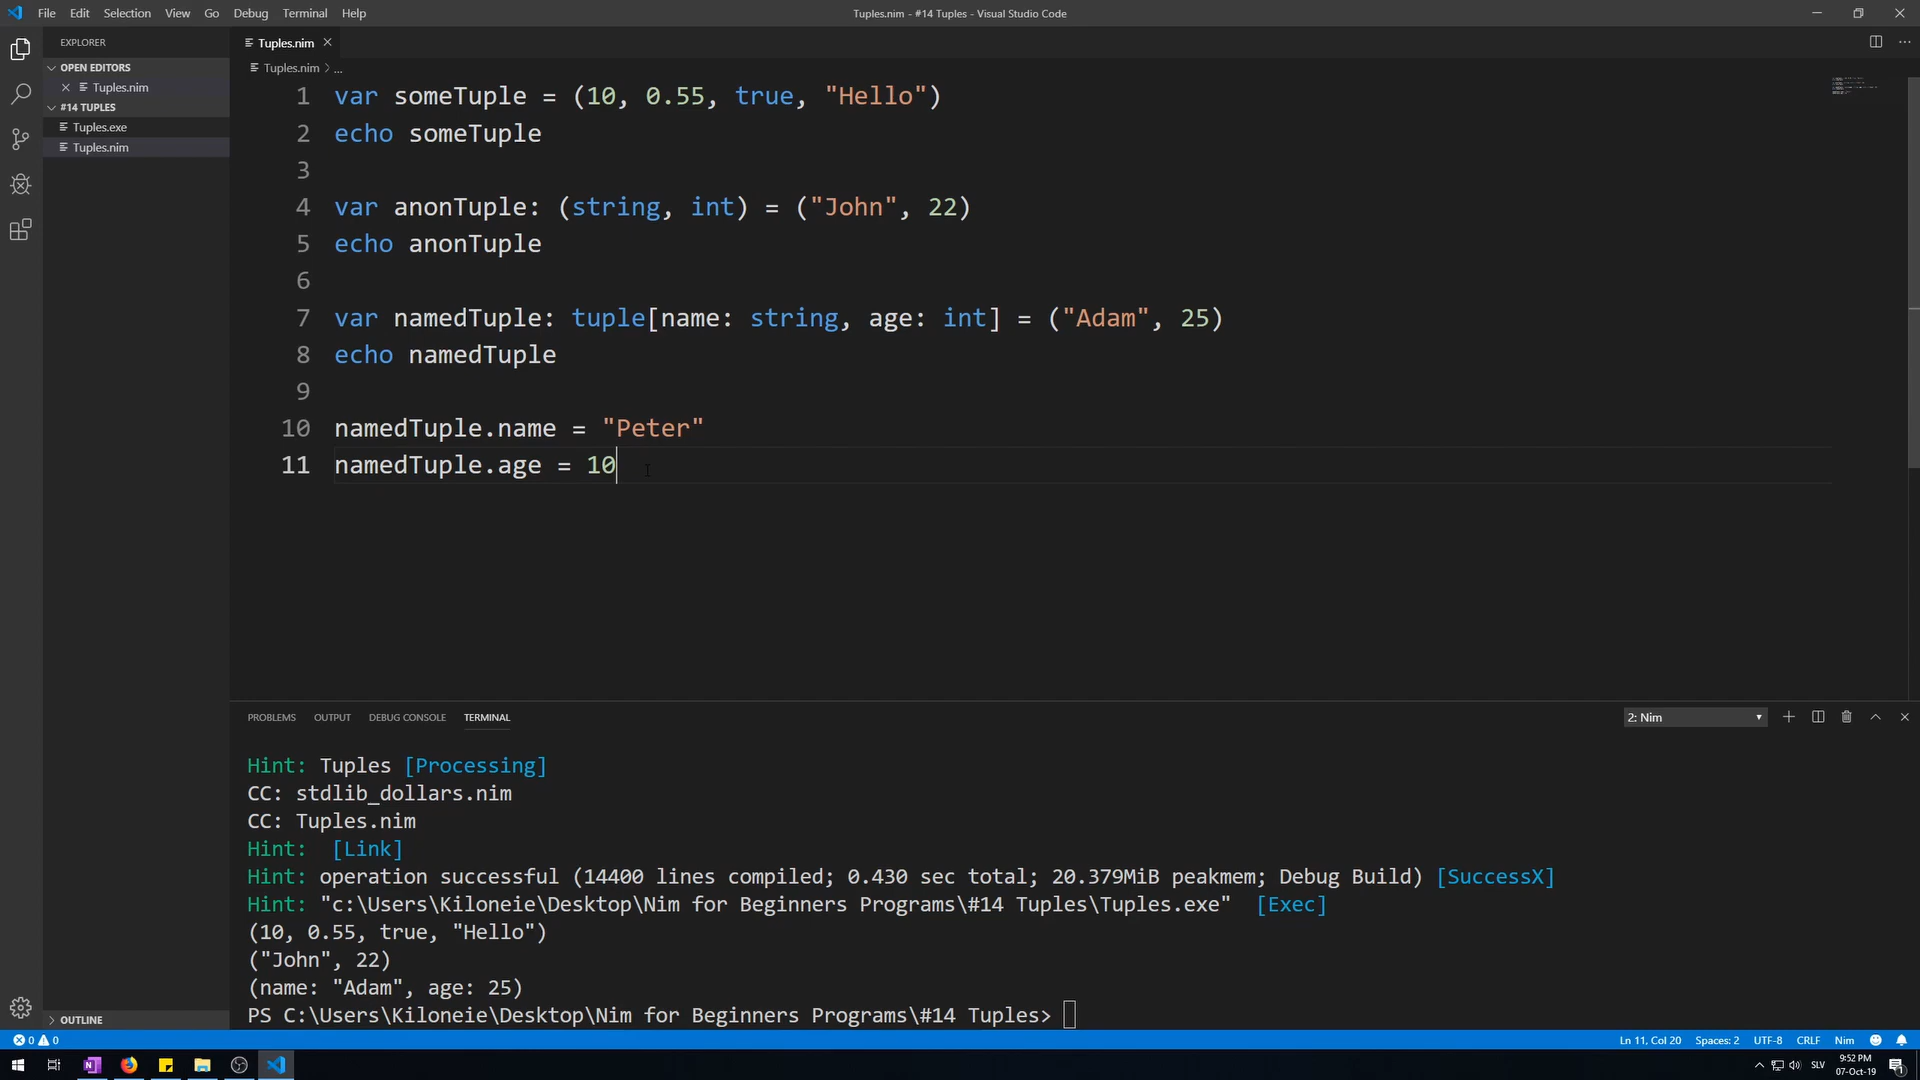 File Edit Selection View Go Debug Terminal Help
Tuples.nim - #14 Tuples - Visual Studio Code
EXPLORER
OPEN EDITORS
Tuples.nim
#14 TUPLES
Tuples.exe
Tuples.nim
OUTLINE
Tuples.nim
Tuples.nim > ...
1 var someTuple = (10, 0.55, true, "Hello")
2 echo someTuple
3
4 var anonTuple: (string, int) = ("John", 22)
5 echo anonTuple
6
7 var namedTuple: tuple[name: string, age: int] = ("Adam", 25)
8 echo namedTuple
9
10 namedTuple.name = "Peter"
11 namedTuple.age = 10
PROBLEMS OUTPUT DEBUG CONSOLE TERMINAL
2: Nim
Hint: Tuples [Processing]
CC: stdlib_dollars.nim
CC: Tuples.nim
Hint:  [Link]
Hint: operation successful (14400 lines compiled; 0.430 sec total; 20.379MiB peakmem; Debug Build) [SuccessX]
Hint: "c:\Users\Kiloneie\Desktop\Nim for Beginners Programs\#14 Tuples\Tuples.exe"  [Exec]
(10, 0.55, true, "Hello")
("John", 22)
(name: "Adam", age: 25)
PS C:\Users\Kiloneie\Desktop\Nim for Beginners Programs\#14 Tuples>
0 0
Ln 11, Col 20 Spaces: 2 UTF-8 CRLF Nim
SLV
9:52 PM
07-Oct-19